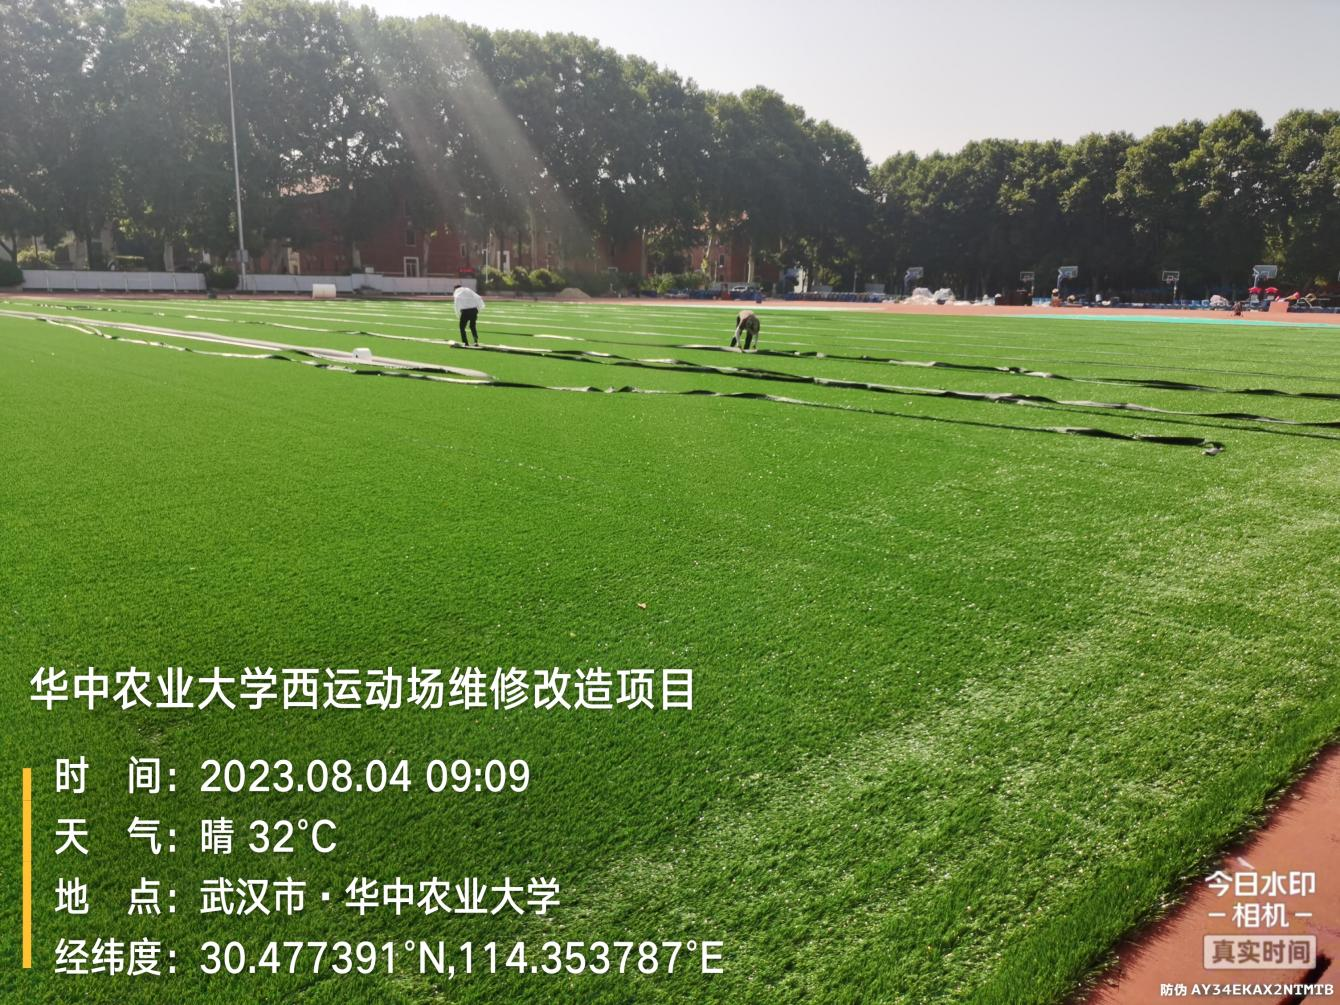 华中农业大学西运动场维修改造项目
时 间：2023.08.04 09:09
天 气：晴 32°C
地 点：武汉市·华中农业大学
经纬度：30.477391°N,114.353787°E
今日水印
相机
真实时间
防伪 AY34EKAX2NTMTB